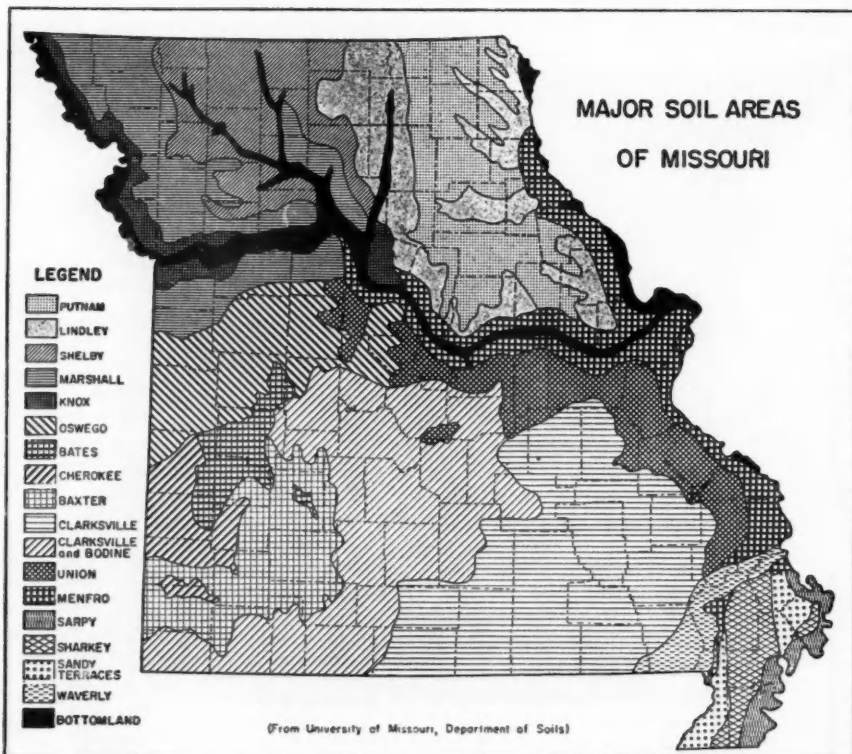 MAJOR SOIL AREAS
OF MISSOURI
LEGEND
PUTNAM
LINDLEY
SHELBY
MARSHALL
KNOX
OSWEGO
BATES
CHEROKEE
BAXTER
CLARKSVILLE
CLARKSVILLE
and BODINE
UNION
MENFRO
SARPY
SHARKEY
SANDY
TERRACES
WAVERLY
BOTTOMLAND
(From University of Missouri, Department of Soils)